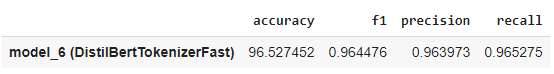 accuracy f1 precision recall
model_6 (DistilBertTokenizerFast) 96.527452 0.964476 0.963973 0.965275